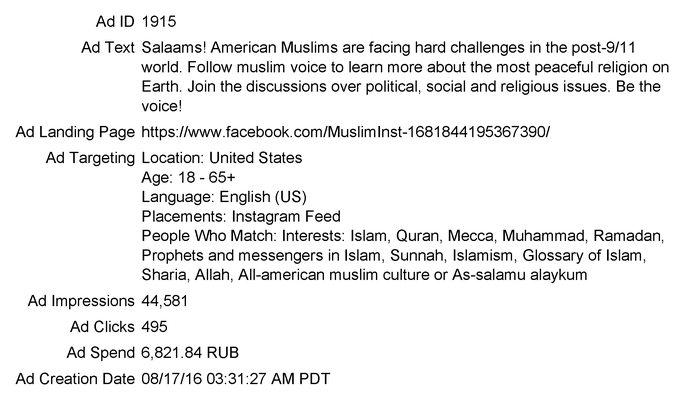 Ad ID 1915
Ad Text Salaams! American Muslims are facing hard challenges in the post-9/11
world. Follow muslim voice to learn more about the most peaceful religion on
Earth. Join the discussions over political, social and religious issues. Be the
voice!
Ad Landing Page https://www.facebook.com/MuslimInst-1681844195367390/
Ad Targeting Location: United States
Age: 18 - 65+
Language: English (US)
Placements: Instagram Feed
People Who Match: Interests: Islam, Quran, Mecca, Muhammad, Ramadan,
Prophets and messengers in Islam, Sunnah, Islamism, Glossary of Islam,
Sharia, Allah, All-american muslim culture or As-salamu alaykum
Ad Impressions 44,581
Ad Clicks 495
Ad Spend 6,821.84 RUB
Ad Creation Date 08/17/16 03:31:27 AM PDT